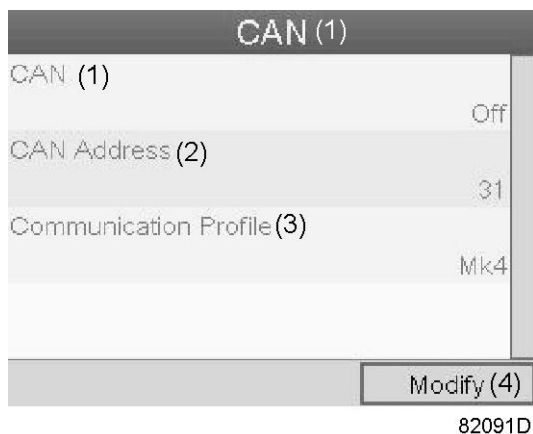 CAN (1)
CAN (1)
Off
CAN Address (2)
31
Communication Profile (3)
Mk4
Modify (4)
82091D